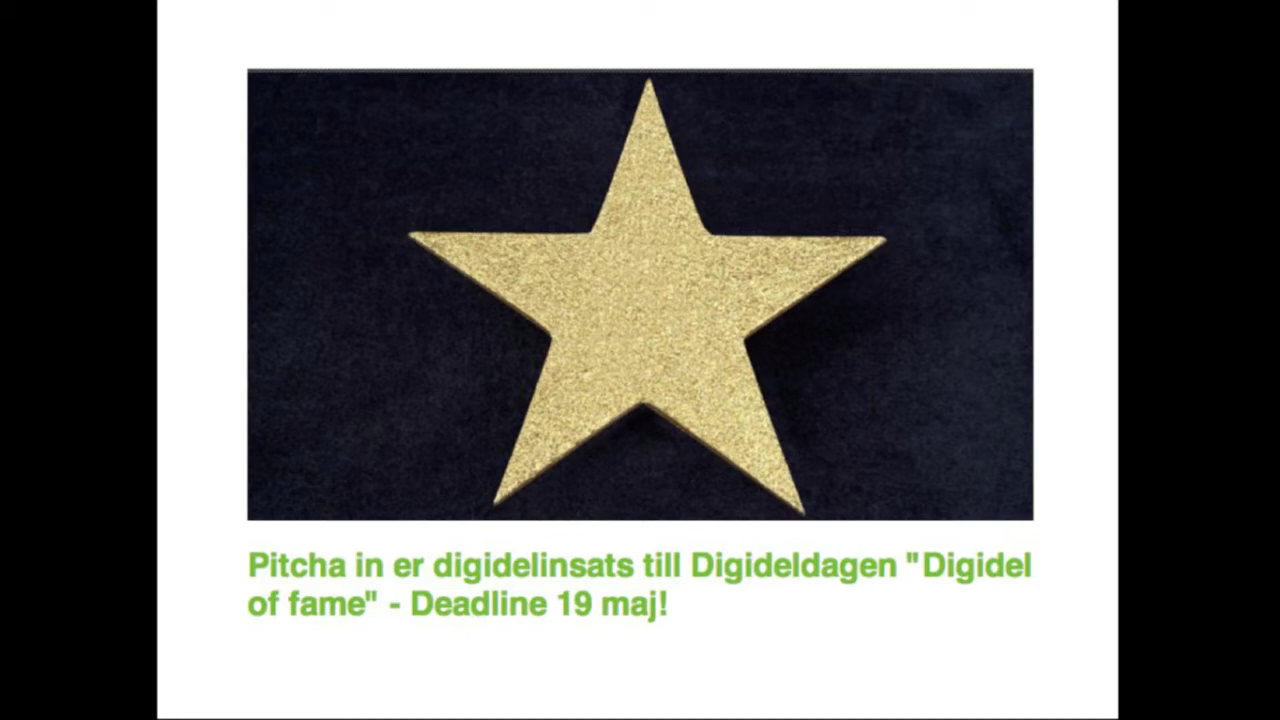 Pitcha in er digidelinsats till Digideldagen "Digidel
of fame" - Deadline 19 maj!